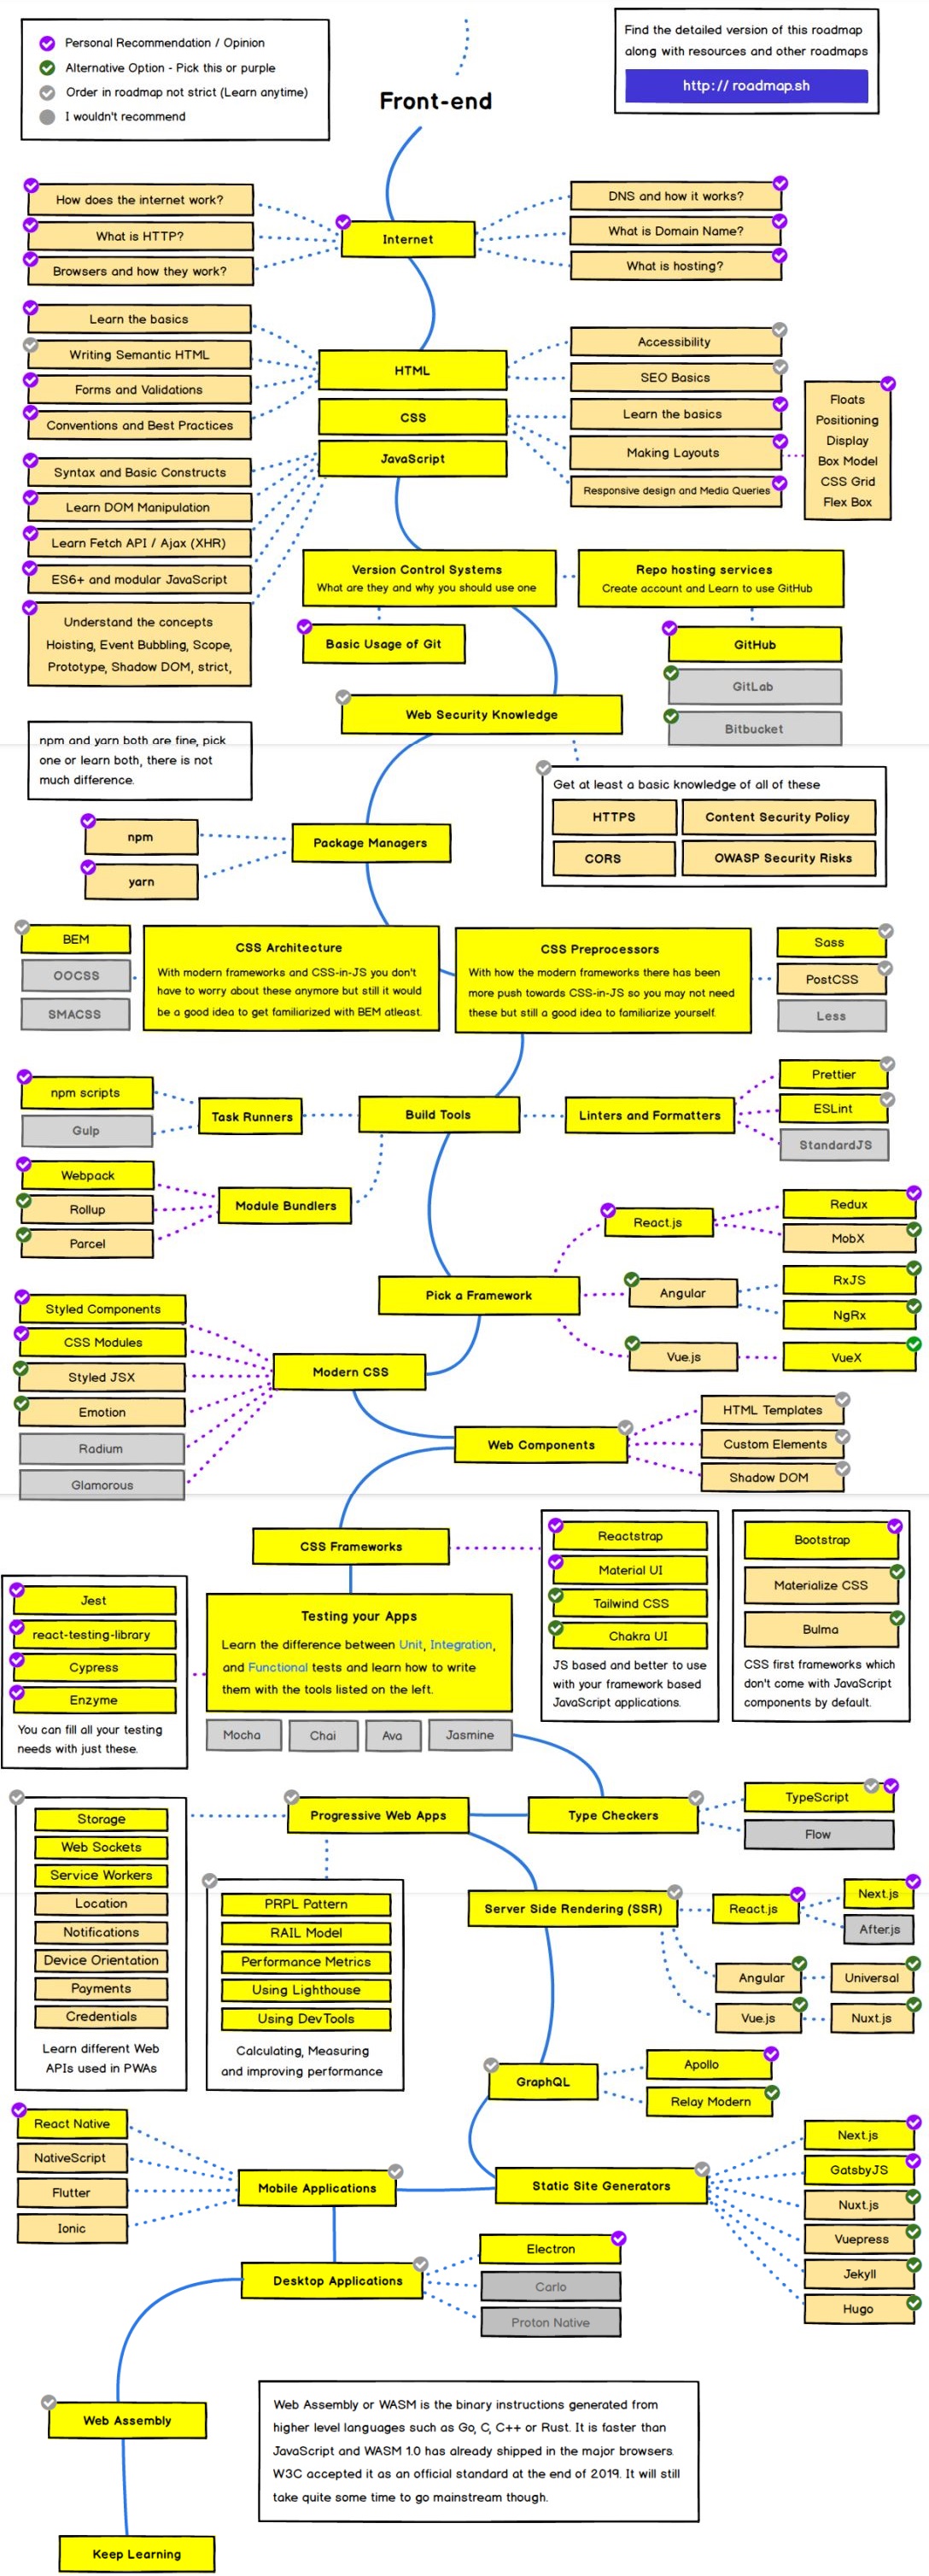 Personal Recommendation / Opinion
Alternative Option - Pick this or purple
Order in roadmap not strict (Learn anytime)
I wouldn't recommend
Find the detailed version of this roadmap
along with resources and other roadmaps
http://roadmap.sh
Front-end
How does the internet work?
What is HTTP?
Browsers and how they work?
Internet
DNS and how it works?
What is Domain Name?
What is hosting?
Learn the basics
Writing Semantic HTML
Forms and Validations
Conventions and Best Practices
HTML
CSS
JavaScript
Accessibility
SEO Basics
Learn the basics
Making Layouts
Responsive design and Media Queries
Floats
Positioning
Display
Box Model
CSS Grid
Flex Box
Syntax and Basic Constructs
Learn DOM Manipulation
Learn Fetch API / Ajax (XHR)
ES6+ and modular JavaScript
Understand the concepts
Hoisting, Event Bubbling, Scope,
Prototype, Shadow DOM, strict,
Version Control Systems
What are they and why you should use one
Repo hosting services
Create account and Learn to use GitHub
Basic Usage of Git
GitHub
GitLab
Bitbucket
Web Security Knowledge
npm and yarn both are fine, pick
one or learn both, there is not
much difference.
Get at least a basic knowledge of all of these
HTTPS
Content Security Policy
CORS
OWASP Security Risks
npm
yarn
Package Managers
BEM
OOCSS
SMACSS
CSS Architecture
With modern frameworks and CSS-in-JS you don't
have to worry about these anymore but still it would
be a good idea to get familiarized with BEM atleast.
CSS Preprocessors
With how the modern frameworks there has been
more push towards CSS-in-JS so you may not need
these but still a good idea to familiarize yourself.
Sass
PostCSS
Less
npm scripts
Gulp
Task Runners
Build Tools
Linters and Formatters
Prettier
ESLint
StandardJS
Webpack
Rollup
Parcel
Module Bundlers
React.js
Redux
MobX
Pick a Framework
Angular
RxJS
NgRx
Vue.js
VueX
Styled Components
CSS Modules
Styled JSX
Emotion
Radium
Glamorous
Modern CSS
Web Components
HTML Templates
Custom Elements
Shadow DOM
CSS Frameworks
Reactstrap
Material UI
Tailwind CSS
Chakra UI
JS based and better to use
with your framework based
JavaScript applications.
Bootstrap
Materialize CSS
Bulma
CSS first frameworks which
don't come with JavaScript
components by default.
Jest
react-testing-library
Cypress
Enzyme
You can fill all your testing
needs with just these.
Testing your Apps
Learn the difference between Unit, Integration,
and Functional tests and learn how to write
them with the tools listed on the left.
Mocha
Chai
Ava
Jasmine
Progressive Web Apps
Type Checkers
TypeScript
Flow
Storage
Web Sockets
Service Workers
Location
Notifications
Device Orientation
Payments
Credentials
Learn different Web
APIs used in PWAs
PRPL Pattern
RAIL Model
Performance Metrics
Using Lighthouse
Using DevTools
Calculating, Measuring
and improving performance
Server Side Rendering (SSR)
React.js
Next.js
After.js
Angular
Universal
Vue.js
Nuxt.js
GraphQL
Apollo
Relay Modern
React Native
NativeScript
Flutter
Ionic
Mobile Applications
Static Site Generators
Next.js
GatsbyJS
Nuxt.js
Vuepress
Jekyll
Hugo
Desktop Applications
Electron
Carlo
Proton Native
Web Assembly
Web Assembly or WASM is the binary instructions generated from
higher level languages such as Go, C, C++ or Rust. It is faster than
JavaScript and WASM 1.0 has already shipped in the major browsers.
W3C accepted it as an official standard at the end of 2019. It will still
take quite some time to go mainstream though.
Keep Learning